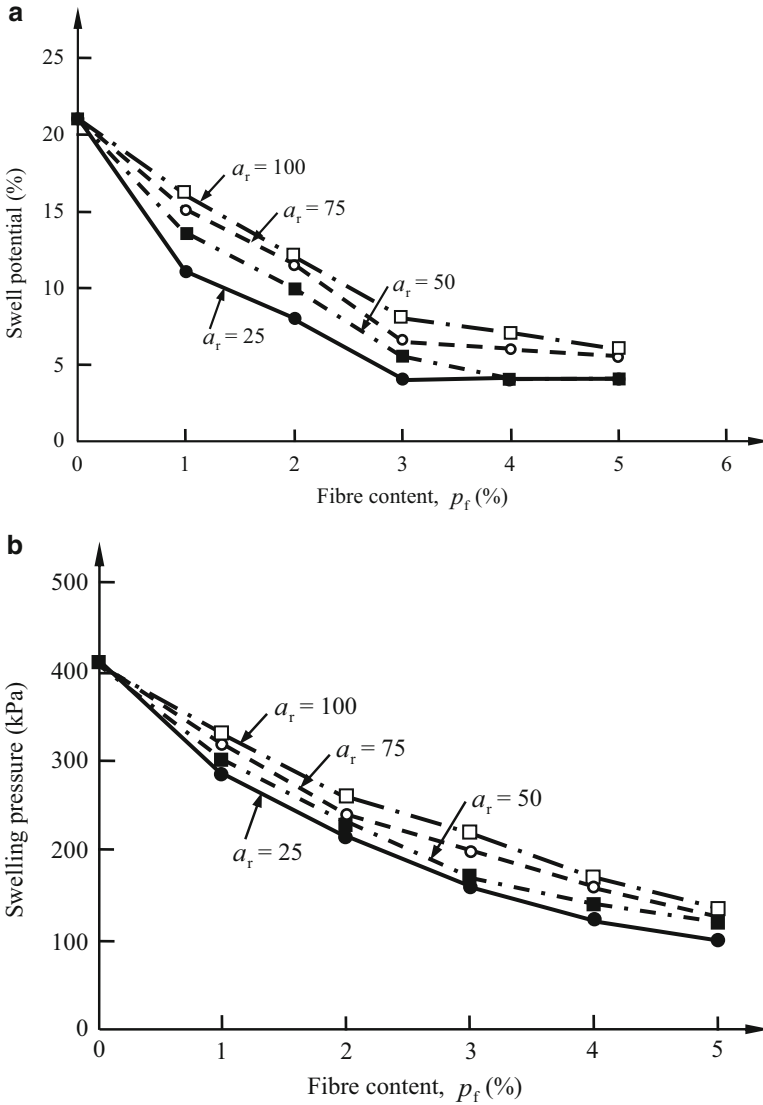 a
25
20
15
10
5
0
Swell potential (%)
a_r = 100
a_r = 75
a_r = 50
a_r = 25
0 1 2 3 4 5 6
Fibre content, p_f (%)
b
500
400
300
200
100
0
Swelling pressure (kPa)
a_r = 100
a_r = 75
a_r = 50
a_r = 25
0 1 2 3 4 5
Fibre content, p_f (%)